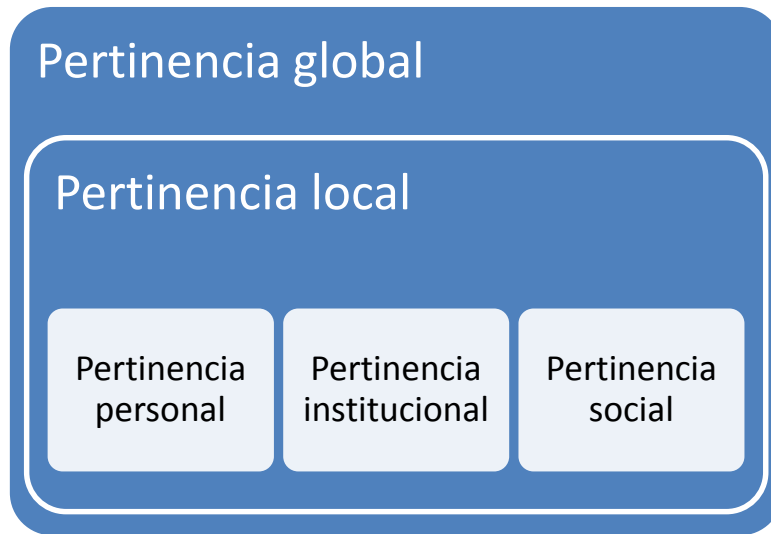 Pertinencia global
Pertinencia local
Pertinencia
personal
Pertinencia
institucional
Pertinencia
social